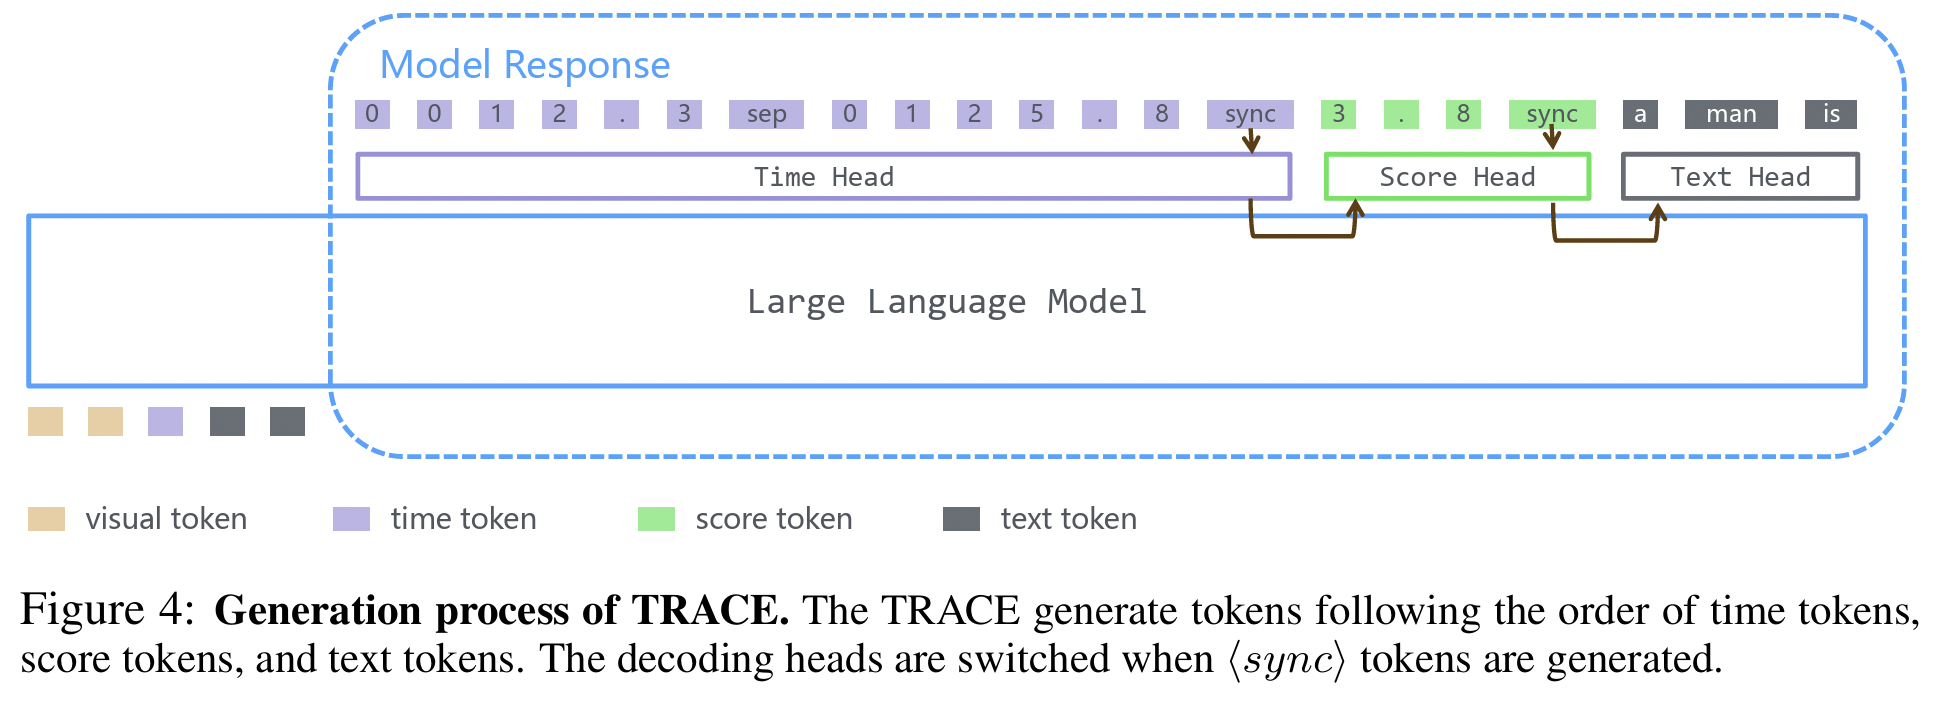 Model Response
0 0 1 2 . 3 sep 0 1 2 5 . 8 sync 3 . 8 sync a man is
Time Head Score Head Text Head
Large Language Model
visual token time token score token text token
Figure 4: Generation process of TRACE. The TRACE generate tokens following the order of time tokens,
score tokens, and text tokens. The decoding heads are switched when ⟨sync⟩ tokens are generated.